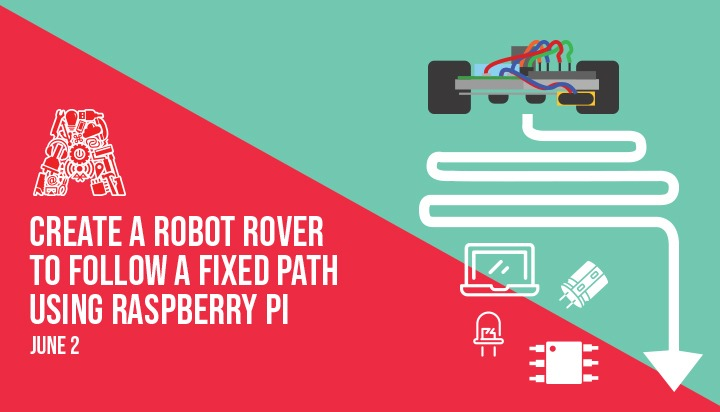 CREATE A ROBOT ROVER
TO FOLLOW A FIXED PATH
USING RASPBERRY PI
JUNE 2